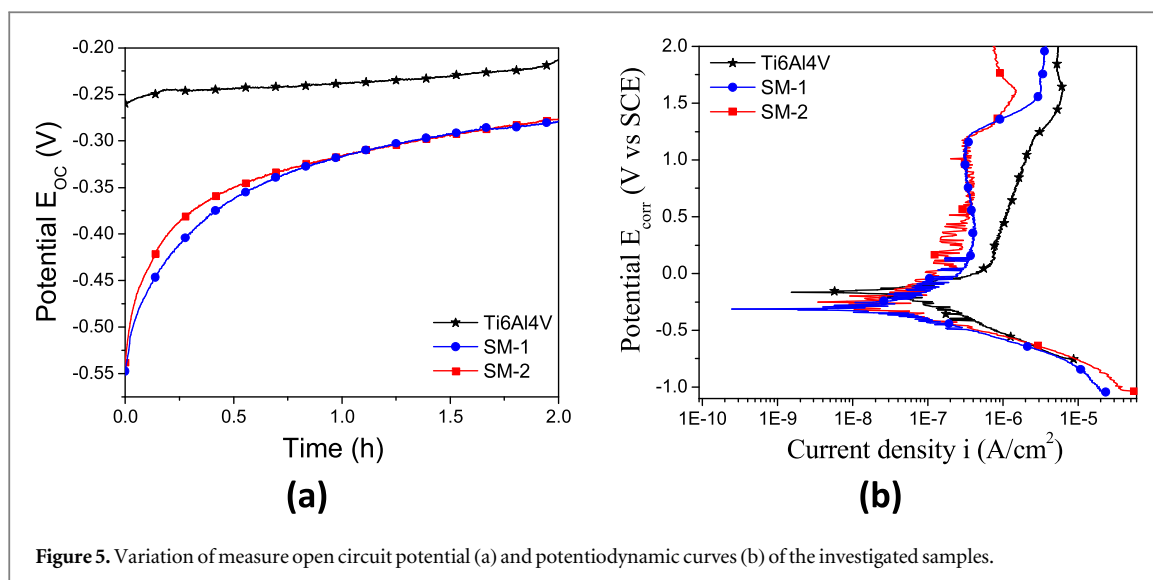 -0.20
-0.25
-0.30
-0.35
-0.40
-0.45
-0.50
-0.55
Potential E_OC (V)
Ti6Al4V
SM-1
SM-2
0.0 0.5 1.0 1.5 2.0
Time (h)
(a)
2.0
1.5
1.0
0.5
0.0
-0.5
-1.0
Potential E_corr (V vs SCE)
Ti6Al4V
SM-1
SM-2
1E-10 1E-9 1E-8 1E-7 1E-6 1E-5
Current density i (A/cm²)
(b)
Figure 5. Variation of measure open circuit potential (a) and potentiodynamic curves (b) of the investigated samples.